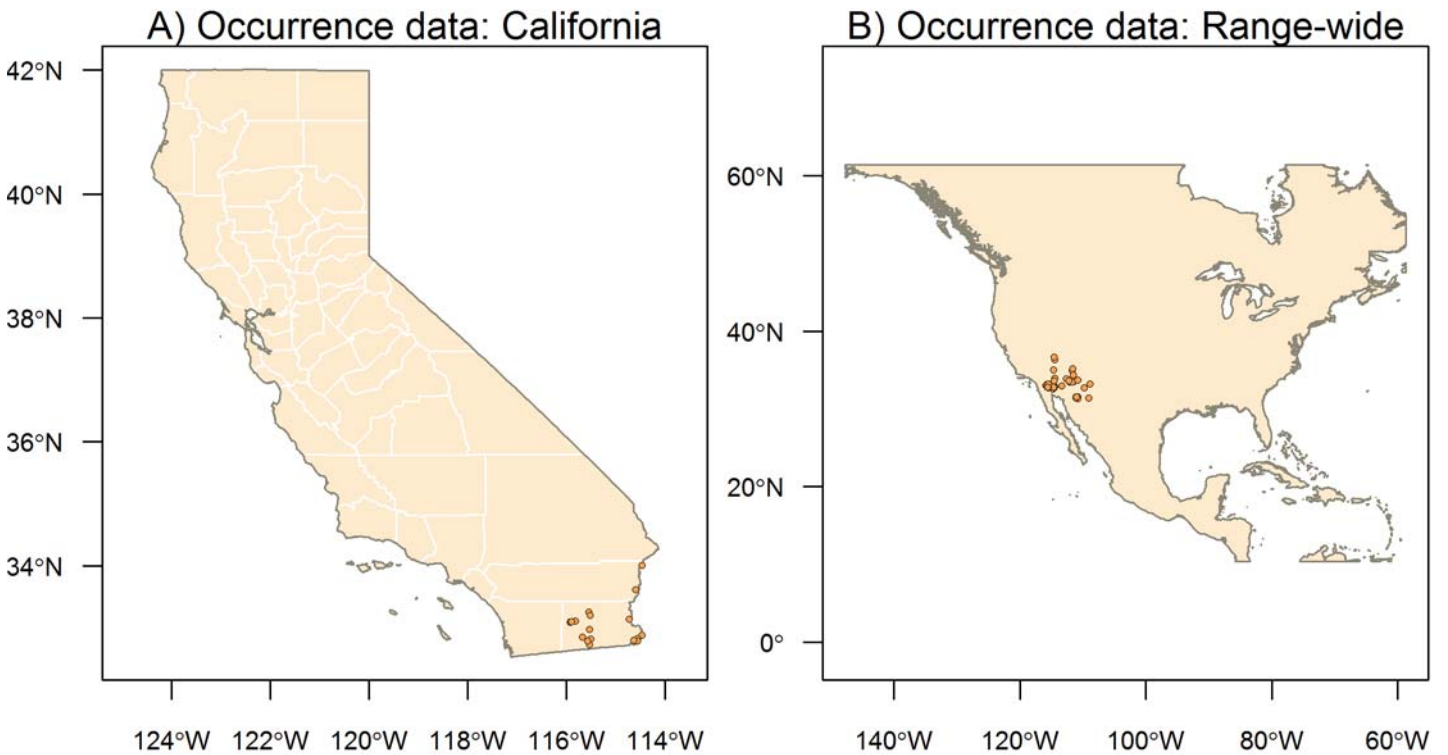 A) Occurrence data: California
42°N
40°N
38°N
36°N
34°N
124°W 122°W 120°W 118°W 116°W 114°W
B) Occurrence data: Range-wide
60°N
40°N
20°N
0°
140°W 120°W 100°W 80°W 60°W